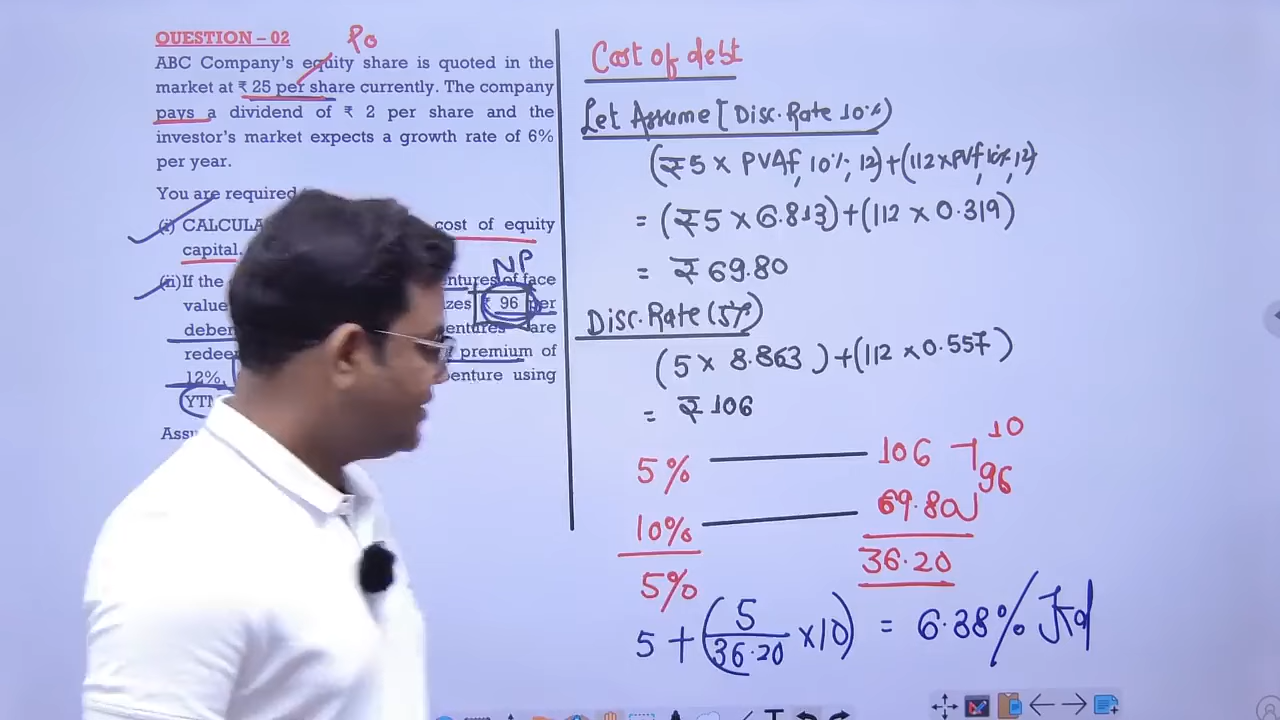 QUESTION – 02
Po
ABC Company's equity share is quoted in the
market at ₹ 25 per share currently. The company
pays a dividend of ₹ 2 per share and the
investor's market expects a growth rate of 6%
per year.
You are required
(i) CALCULA cost of equity
capital.
NP
(ii) If the entures of face
value izes ₹ 96 per
deben entures are
redee premium of
12%, enture using
YTM
Assu
Cost of debt
Let Assume [Disc. Rate 10%)
(₹5 × PVAf, 10%, 12) + (112 × PVf 10%, 12)
= (₹5 × 6.813) + (112 × 0.319)
= ₹ 69.80
Disc. Rate (5%)
(5 × 8.863) + (112 × 0.557)
= ₹ 106
5% 106 10
96
10% 69.80
5% 36.20
5 + (5/36.20 × 10) = 6.38% Kd